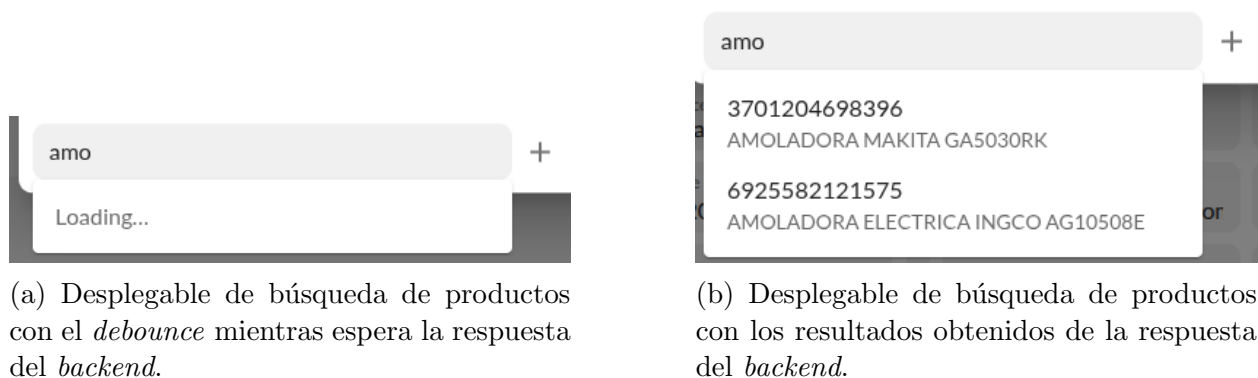 amo
+
Loading...
(a) Desplegable de búsqueda de productos
con el debounce mientras espera la respuesta
del backend.
amo
+
3701204698396
AMOLADORA MAKITA GA5030RK
6925582121575
AMOLADORA ELECTRICA INGCO AG10508E
or
(b) Desplegable de búsqueda de productos
con los resultados obtenidos de la respuesta
del backend.